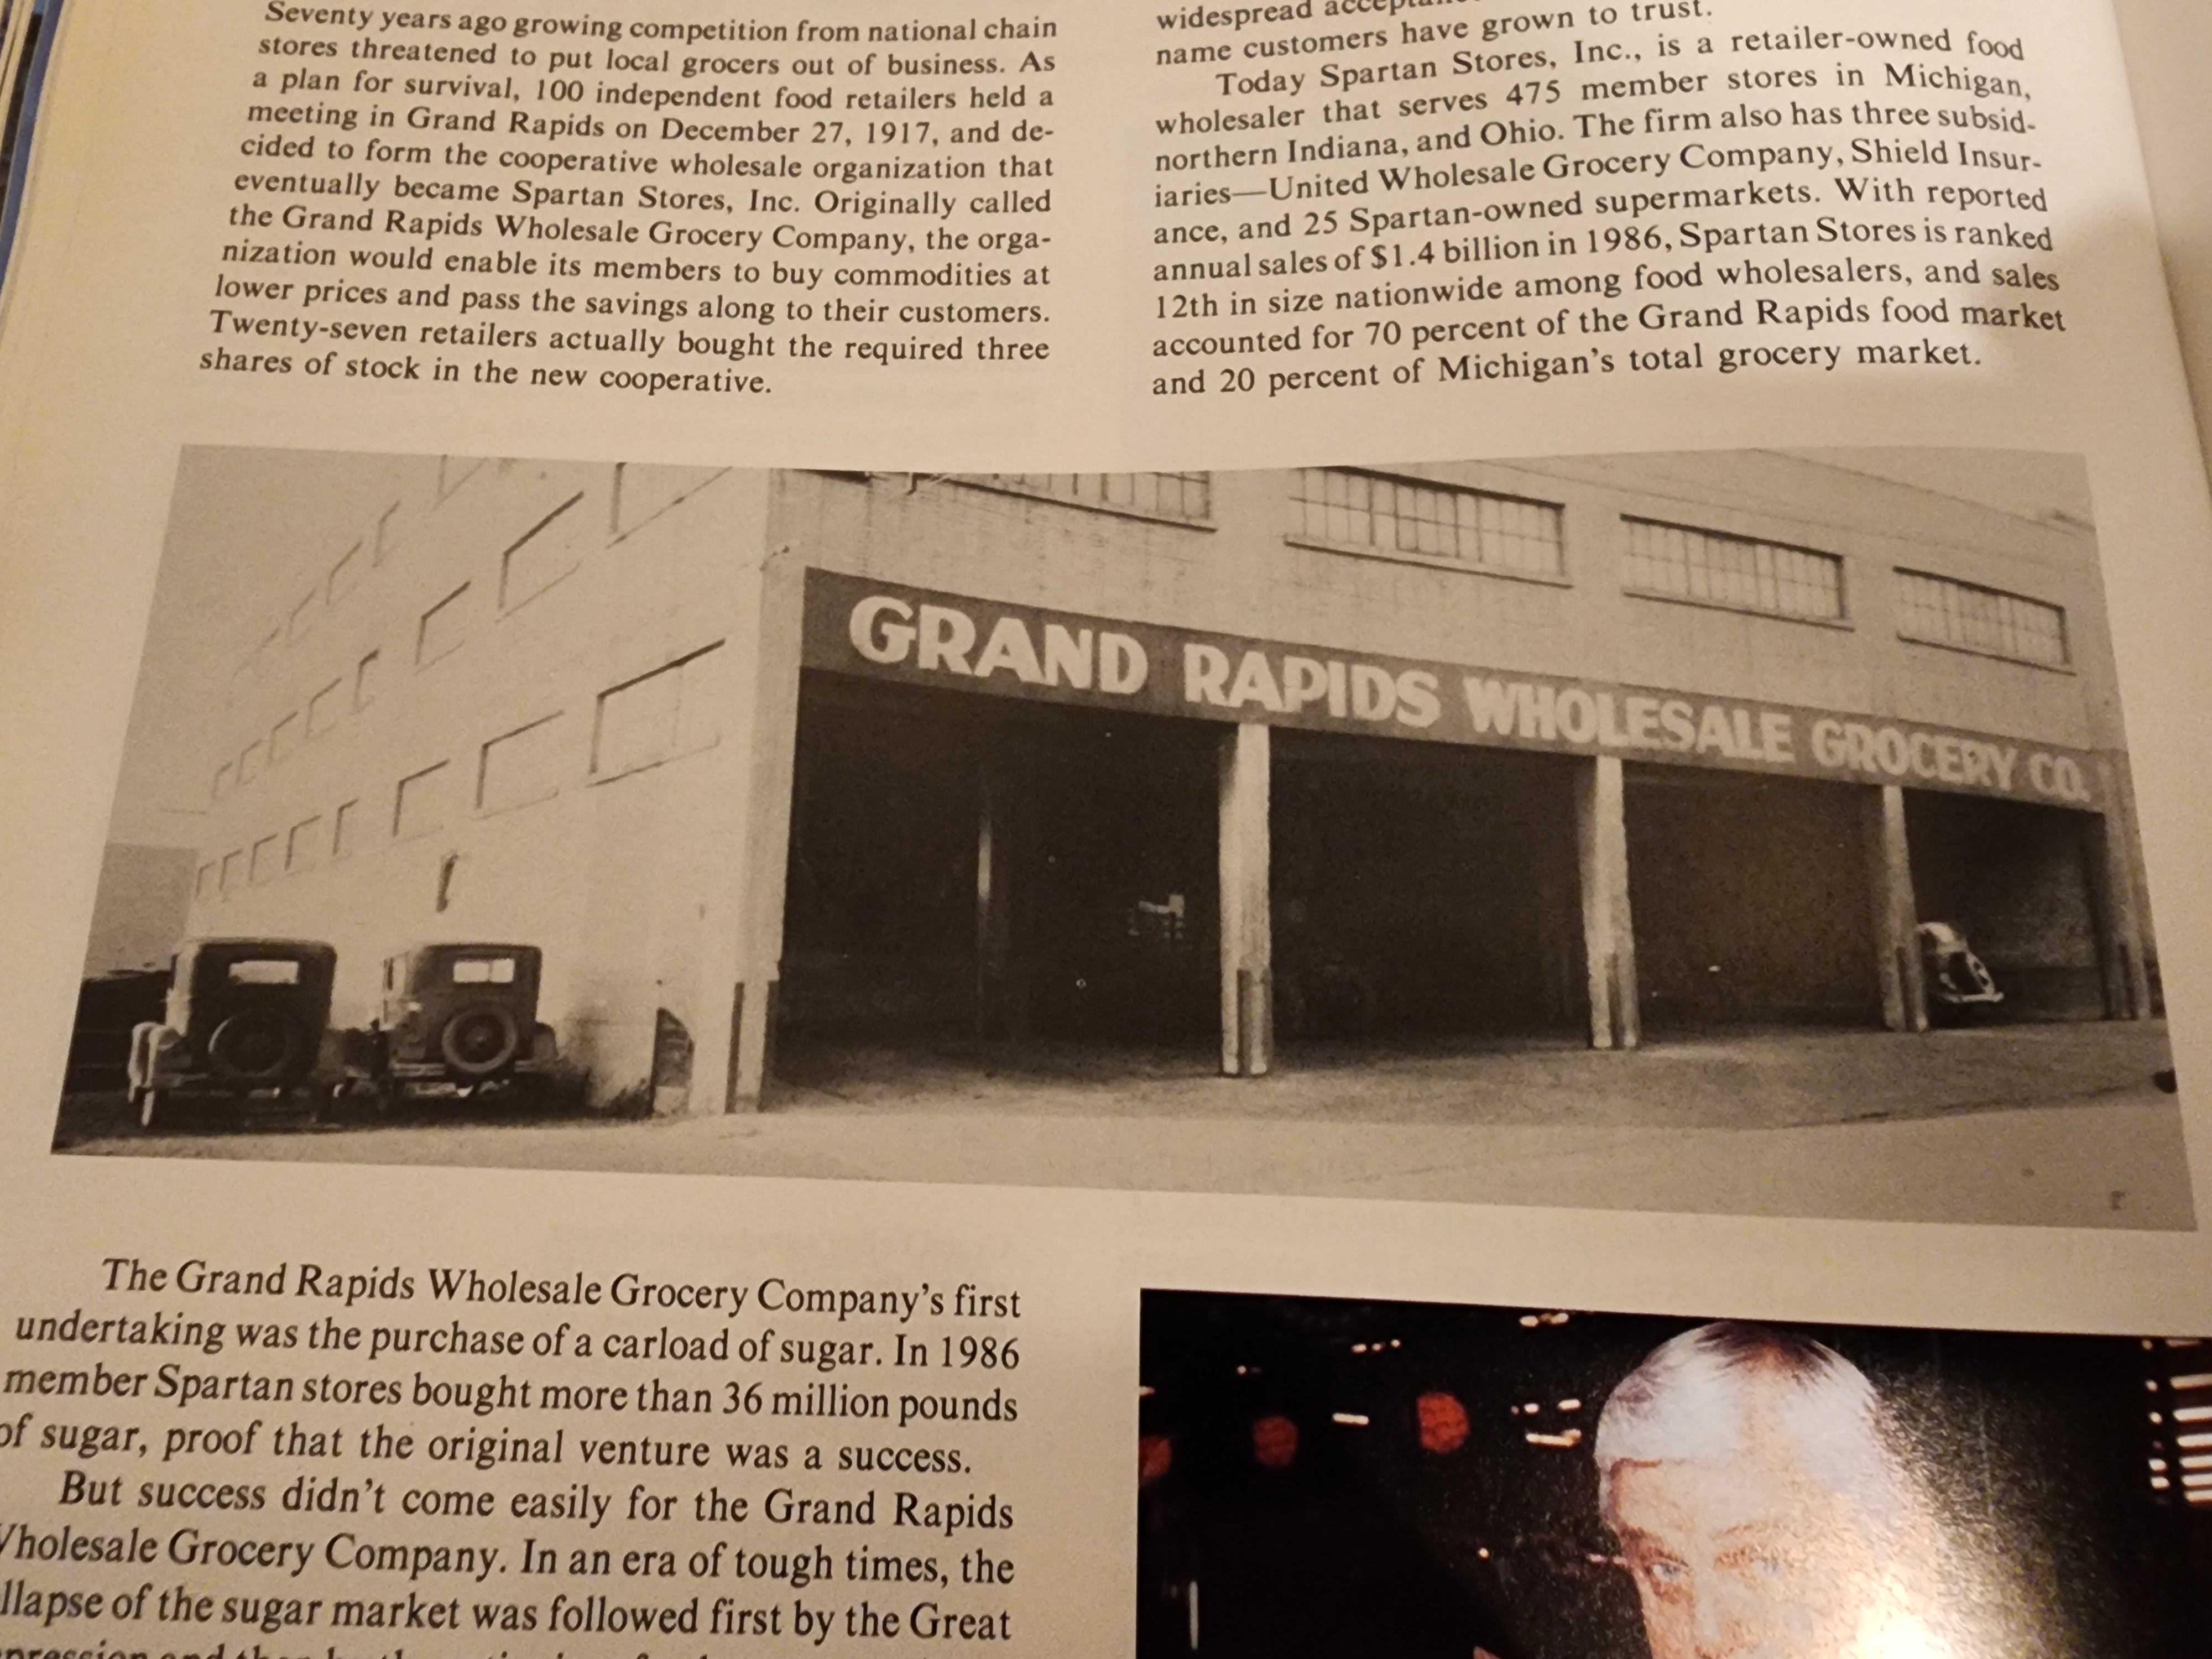 Seventy years ago growing competition from national chain
stores threatened to put local grocers out of business. As
a plan for survival, 100 independent food retailers held a
meeting in Grand Rapids on December 27, 1917, and de-
cided to form the cooperative wholesale organization that
eventually became Spartan Stores, Inc. Originally called
the Grand Rapids Wholesale Grocery Company, the orga-
nization would enable its members to buy commodities at
lower prices and pass the savings along to their customers.
Twenty-seven retailers actually bought the required three
shares of stock in the new cooperative.
widespread
name customers have grown to trust.
Today Spartan Stores, Inc., is a retailer-owned food
wholesaler that serves 475 member stores in Michigan,
northern Indiana, and Ohio. The firm also has three subsid-
iaries—United Wholesale Grocery Company, Shield Insur-
ance, and 25 Spartan-owned supermarkets. With reported
annual sales of $1.4 billion in 1986, Spartan Stores is ranked
12th in size nationwide among food wholesalers, and sales
accounted for 70 percent of the Grand Rapids food market
and 20 percent of Michigan's total grocery market.
GRAND RAPIDS WHOLESALE GROCERY CO.
The Grand Rapids Wholesale Grocery Company's first
undertaking was the purchase of a carload of sugar. In 1986
member Spartan stores bought more than 36 million pounds
of sugar, proof that the original venture was a success.
But success didn't come easily for the Grand Rapids
Wholesale Grocery Company. In an era of tough times, the
llapse of the sugar market was followed first by the Great